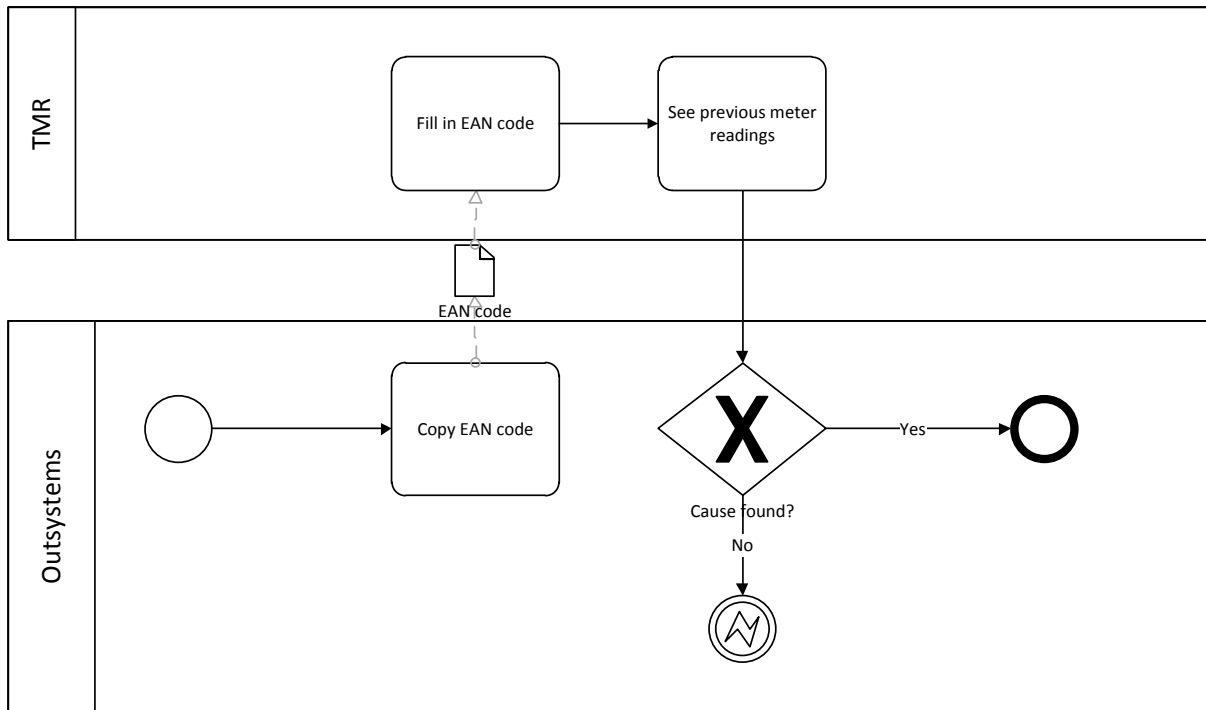 TMR
Fill in EAN code
See previous meter
readings
EAN code
Outsystems
Copy EAN code
X
Yes
Cause found?
No